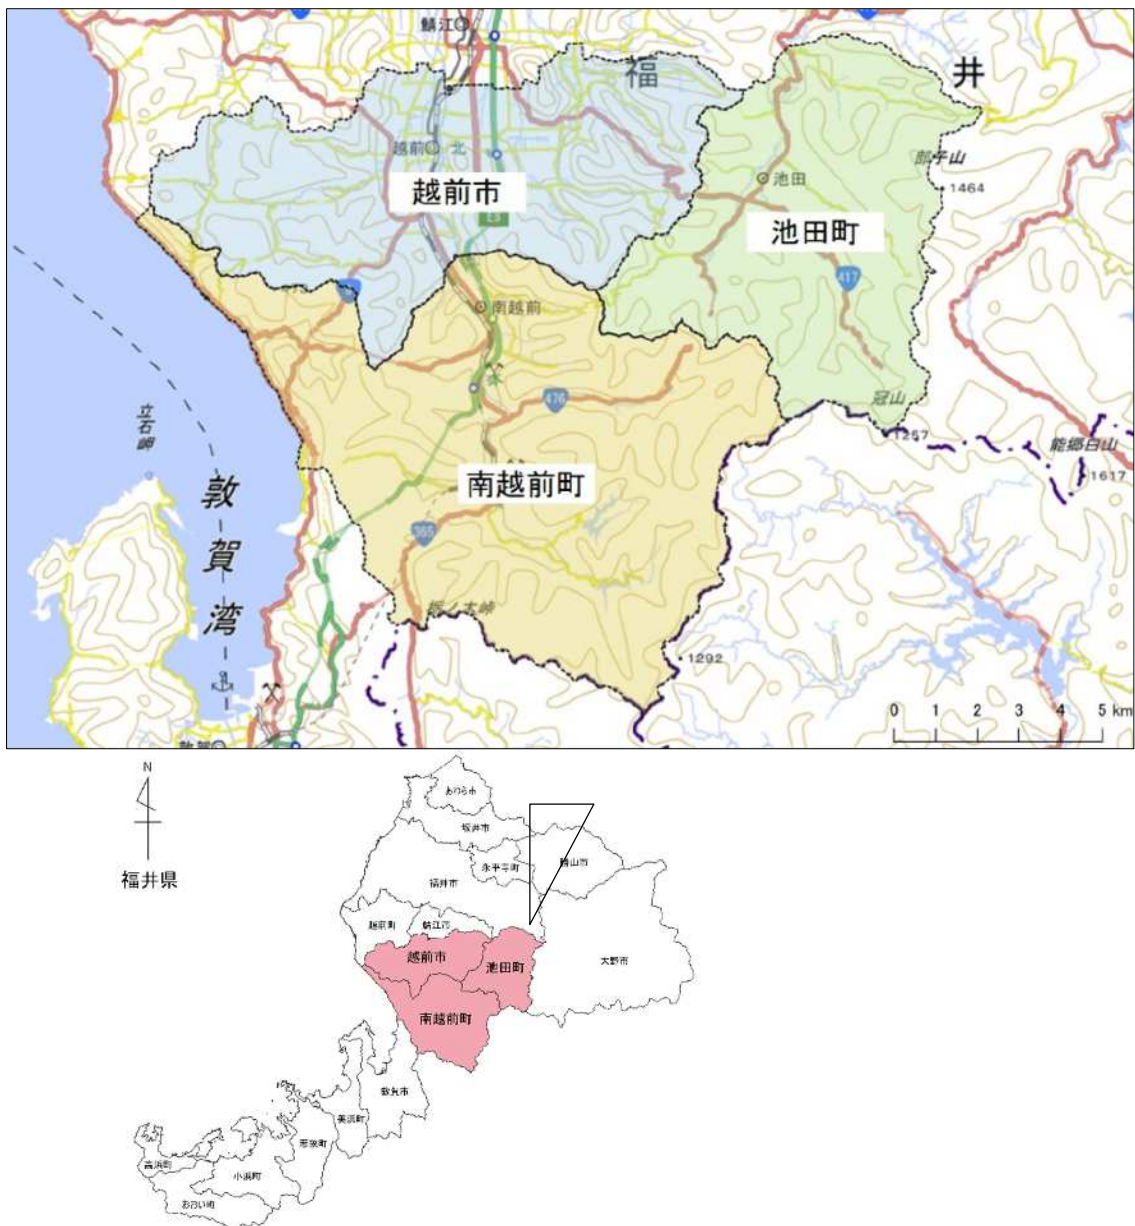 鯖江
福
井
越前
北
越前市
E8
池田
部子山
1464
池田町
417
南越前
476
冠山
1257
能郷白山
1617
立石岬
敦賀湾
南越前町
365
栃ノ木峠
1292
0 1 2 3 4 5 km
N
福井県
あわら市
坂井市
永平寺町
勝山市
福井市
越前町
鯖江市
越前市
池田町
大野市
南越前町
敦賀市
美浜町
若狭町
高浜町
小浜町
おおい町